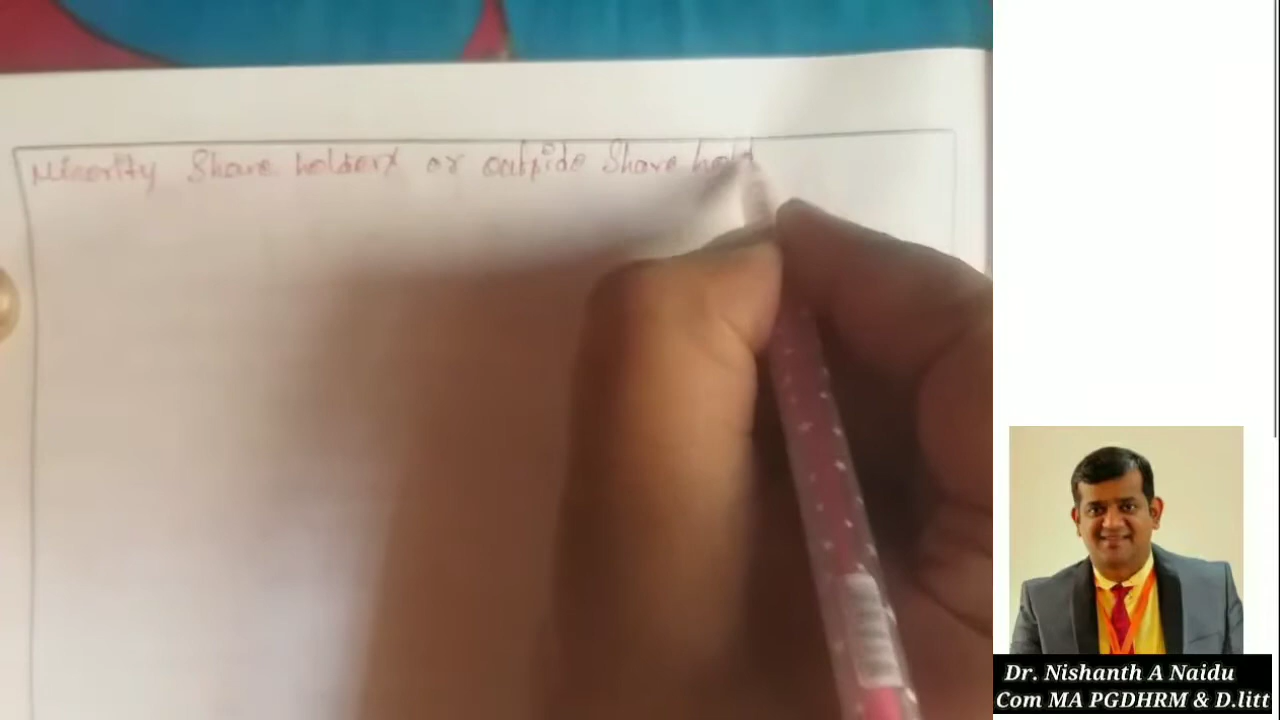 Minority Share holders or outside Share hold
Dr. Nishanth A Naidu
Com MA PGDHRM & D.litt